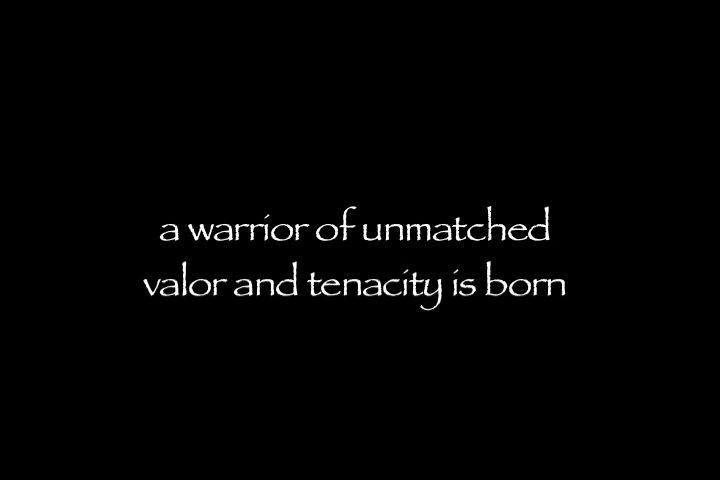 a warrior of unmatched
valor and tenacity is born